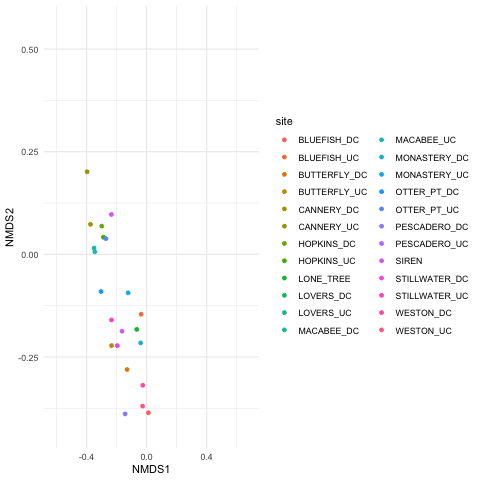 NMDS2
0.50
0.25
0.00
-0.25
-0.4 0.0 0.4
NMDS1
site
BLUEFISH_DC MACABEE_UC
BLUEFISH_UC MONASTERY_DC
BUTTERFLY_DC MONASTERY_UC
BUTTERFLY_UC OTTER_PT_DC
CANNERY_DC OTTER_PT_UC
CANNERY_UC PESCADERO_DC
HOPKINS_DC PESCADERO_UC
HOPKINS_UC SIREN
LONE_TREE STILLWATER_DC
LOVERS_DC STILLWATER_UC
LOVERS_UC WESTON_DC
MACABEE_DC WESTON_UC